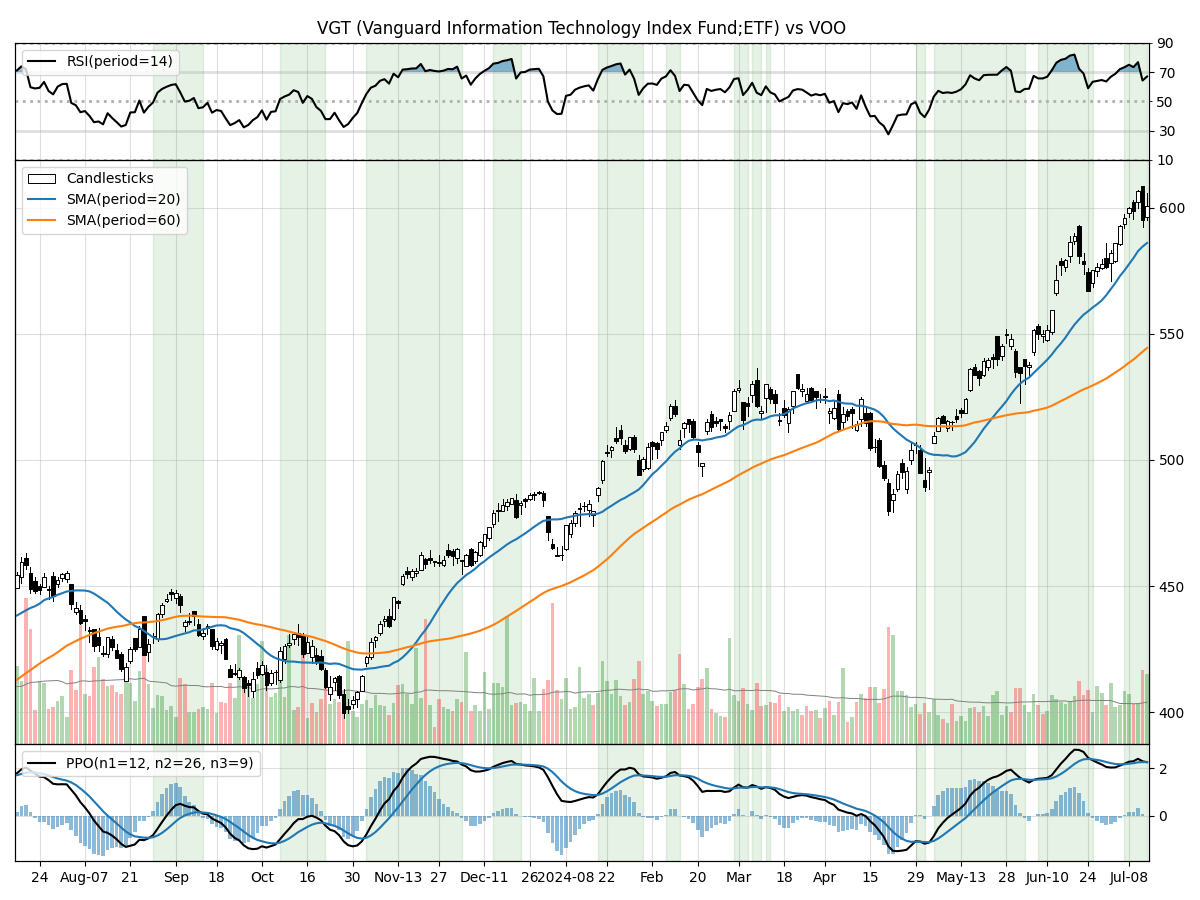 VGT (Vanguard Information Technology Index Fund;ETF) vs VOO
RSI(period=14)
90
70
50
30
10
Candlesticks
SMA(period=20)
SMA(period=60)
600
550
500
450
400
PPO(n1=12, n2=26, n3=9)
2
0
24 Aug-07 21 Sep 18 Oct 16 30 Nov-13 27 Dec-11 26 2024-08 22 Feb 20 Mar 18 Apr 15 29 May-13 28 Jun-10 24 Jul-08